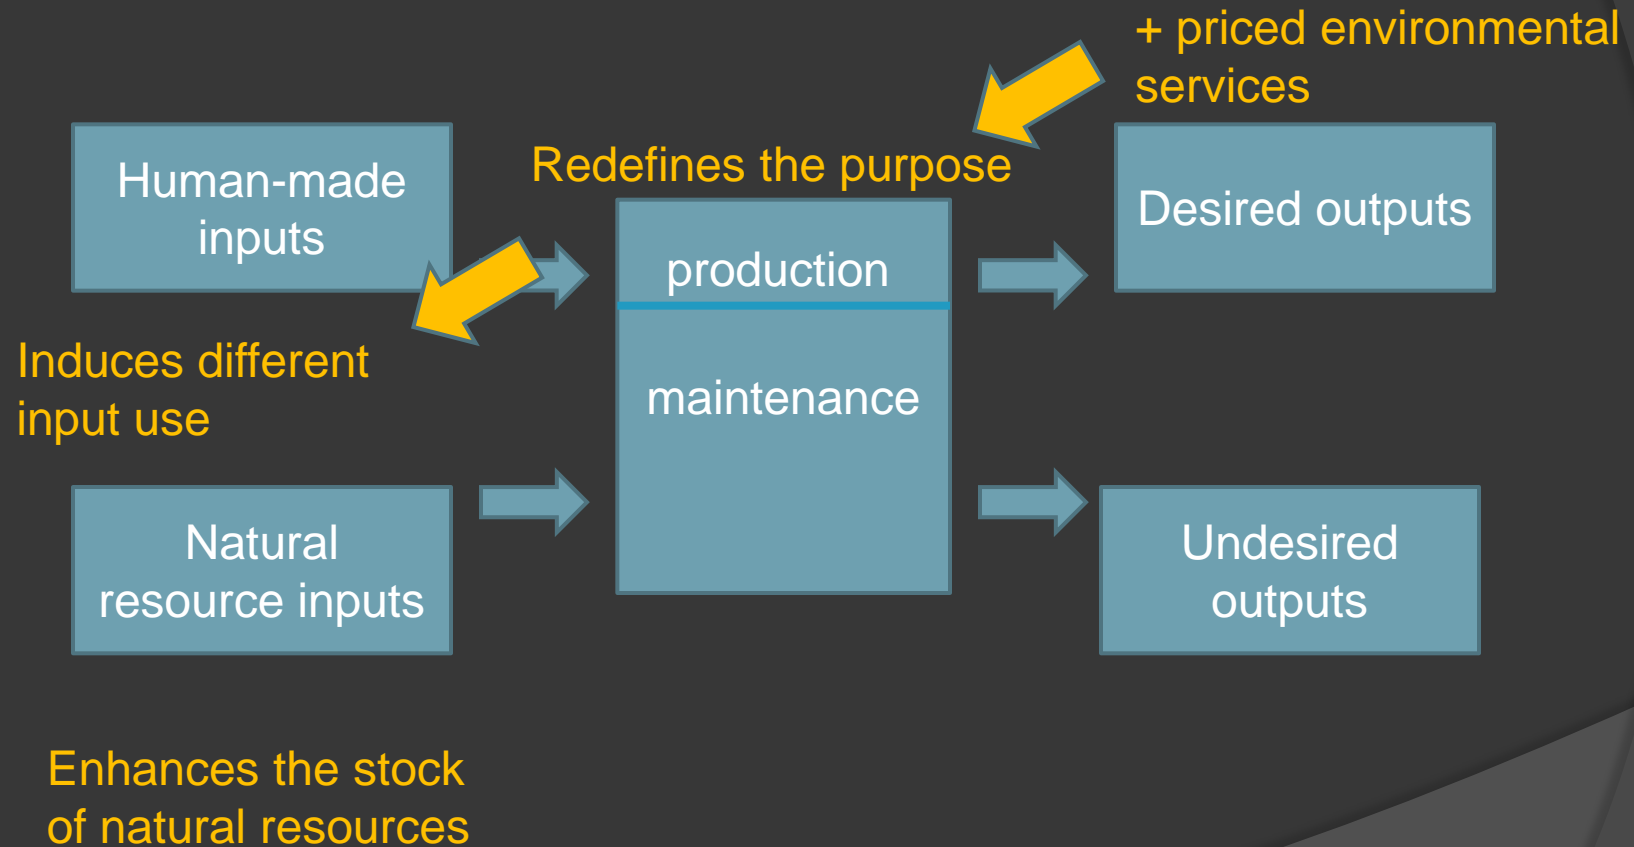 + priced environmental
services
Human-made
inputs
Redefines the purpose
Desired outputs
production
Induces different
input use
maintenance
Natural
resource inputs
Undesired
outputs
Enhances the stock
of natural resources